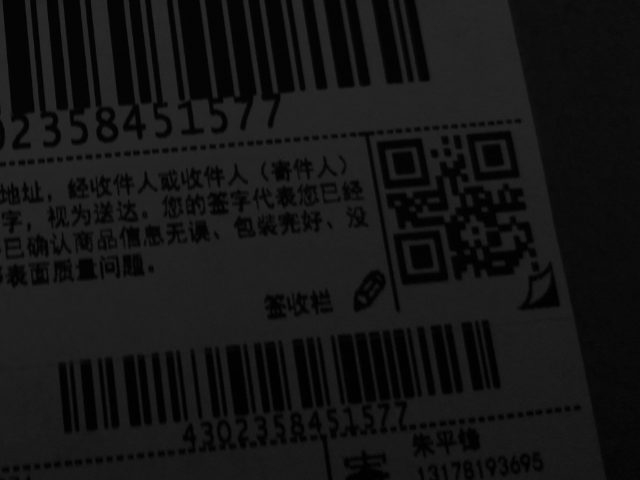 02358451577
地址，经收件人或收件人（寄件人）
字，视为送达。您的签字代表您已经
已确认商品信息无误、包装完好、没
表面质量问题。
签收栏
4302358451577
朱平锋
寄
13178193695